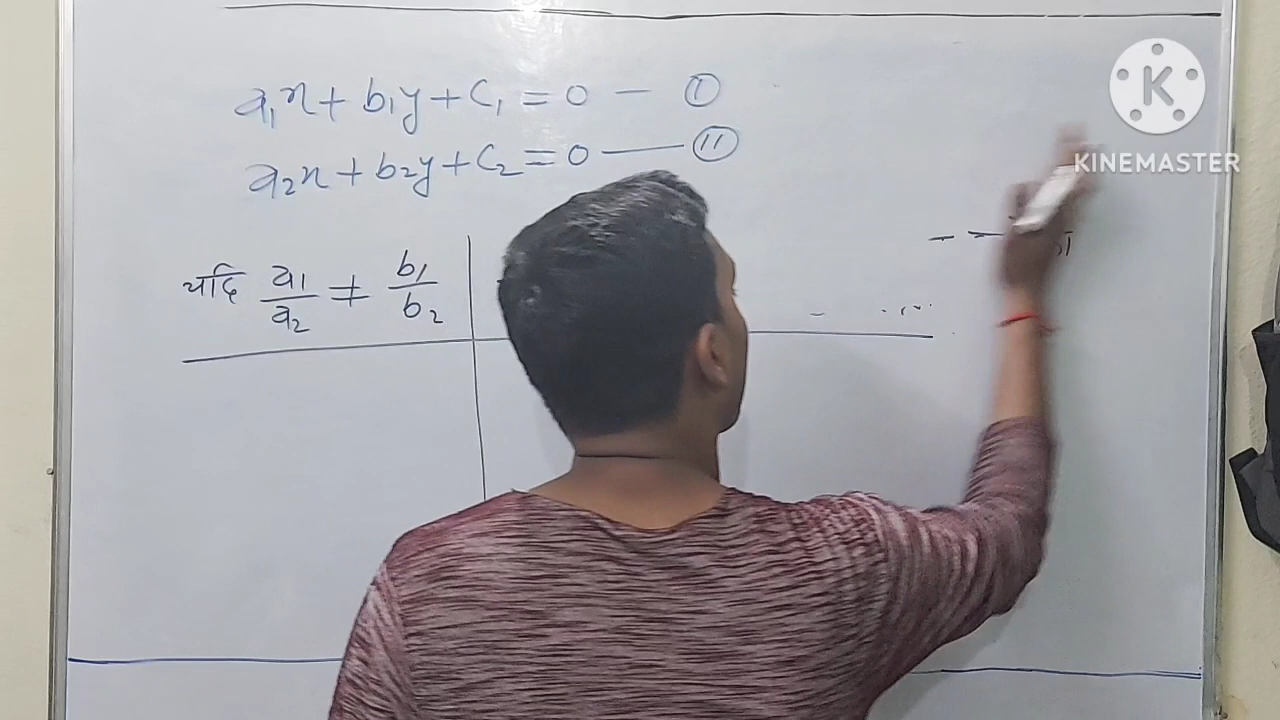 a₁x + b₁y + c₁ = 0 — ⓘ
a₂x + b₂y + c₂ = 0 —— (ii)
यदि a₁/a₂ ≠ b₁/b₂
KINEMASTER